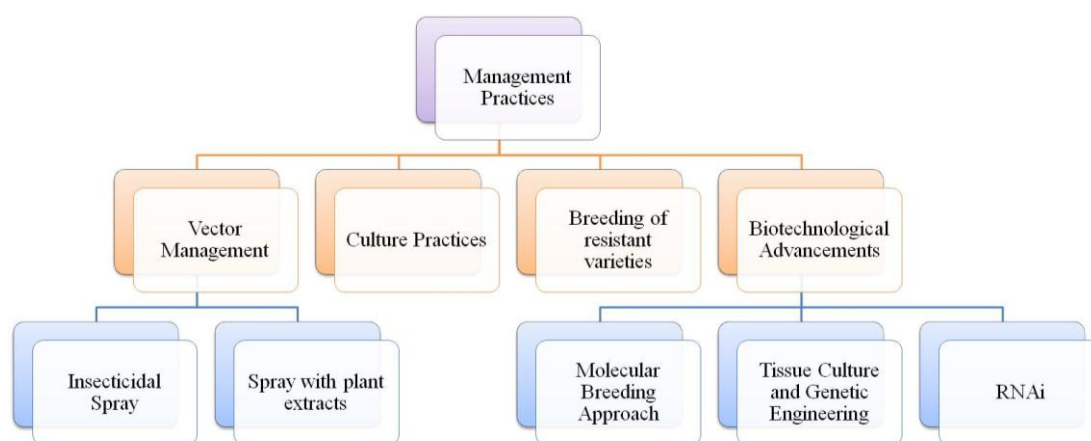 Management
Practices
Vector
Management
Culture Practices
Breeding of
resistant
varieties
Biotechnological
Advancements
Insecticidal
Spray
Spray with plant
extracts
Molecular
Breeding
Approach
Tissue Culture
and Genetic
Engineering
RNAi